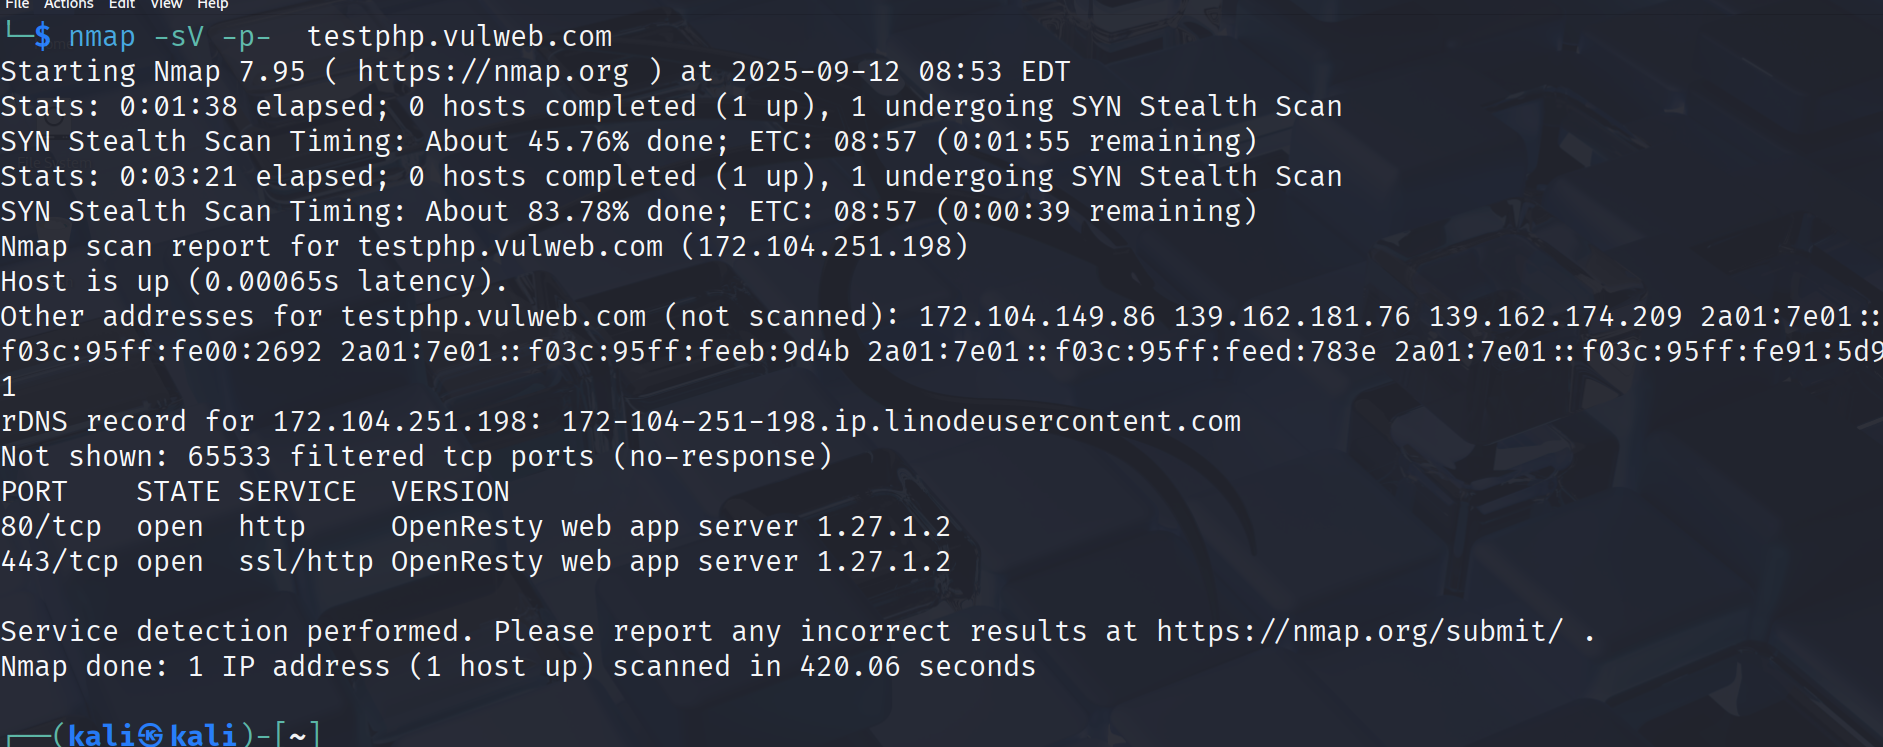 File Actions Edit View Help
└─$ nmap -sV -p-  testphp.vulweb.com
Starting Nmap 7.95 ( https://nmap.org ) at 2025-09-12 08:53 EDT
Stats: 0:01:38 elapsed; 0 hosts completed (1 up), 1 undergoing SYN Stealth Scan
SYN Stealth Scan Timing: About 45.76% done; ETC: 08:57 (0:01:55 remaining)
Stats: 0:03:21 elapsed; 0 hosts completed (1 up), 1 undergoing SYN Stealth Scan
SYN Stealth Scan Timing: About 83.78% done; ETC: 08:57 (0:00:39 remaining)
Nmap scan report for testphp.vulweb.com (172.104.251.198)
Host is up (0.00065s latency).
Other addresses for testphp.vulweb.com (not scanned): 172.104.149.86 139.162.181.76 139.162.174.209 2a01:7e01::
f03c:95ff:fe00:2692 2a01:7e01::f03c:95ff:feeb:9d4b 2a01:7e01::f03c:95ff:feed:783e 2a01:7e01::f03c:95ff:fe91:5d9
1
rDNS record for 172.104.251.198: 172-104-251-198.ip.linodeusercontent.com
Not shown: 65533 filtered tcp ports (no-response)
PORT    STATE SERVICE  VERSION
80/tcp  open  http     OpenResty web app server 1.27.1.2
443/tcp open  ssl/http OpenResty web app server 1.27.1.2
Service detection performed. Please report any incorrect results at https://nmap.org/submit/ .
Nmap done: 1 IP address (1 host up) scanned in 420.06 seconds
┌──(kali㉿kali)-[~]